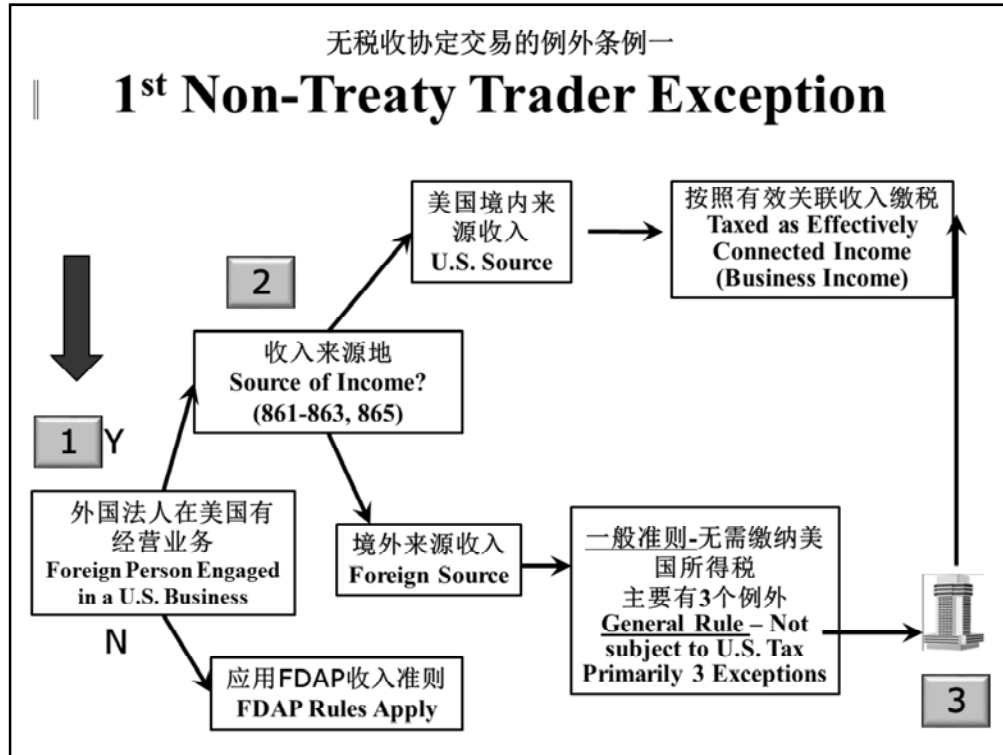 无税收协定交易的例外条例一
1st Non-Treaty Trader Exception
美国境内来
源收入
U.S. Source
按照有效关联收入缴税
Taxed as Effectively
Connected Income
(Business Income)
2
收入来源地
Source of Income?
(861-863, 865)
1 Y
外国法人在美国有
经营业务
Foreign Person Engaged
in a U.S. Business
境外来源收入
Foreign Source
一般准则-无需缴纳美
国所得税
主要有3个例外
General Rule – Not
subject to U.S. Tax
Primarily 3 Exceptions
N
应用FDAP收入准则
FDAP Rules Apply
3